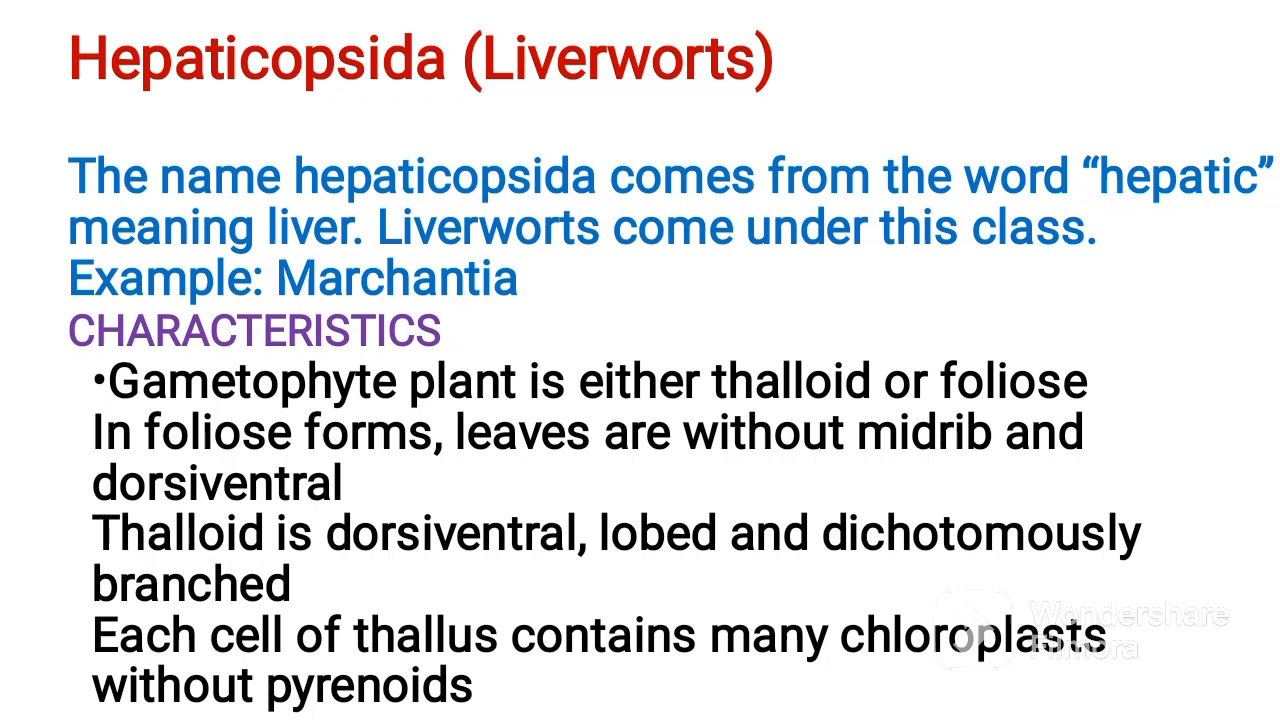 Hepaticopsida (Liverworts)
The name hepaticopsida comes from the word “hepatic”
meaning liver. Liverworts come under this class.
Example: Marchantia
CHARACTERISTICS
•Gametophyte plant is either thalloid or foliose
In foliose forms, leaves are without midrib and
dorsiventral
Thalloid is dorsiventral, lobed and dichotomously
branched
Each cell of thallus contains many chloroplasts
without pyrenoids
Wondershare
Filmora